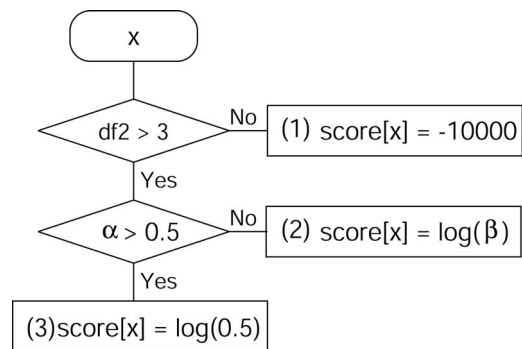 x
df2 > 3
No
(1) score[x] = -10000
Yes
α > 0.5
No
(2) score[x] = log(β)
Yes
(3)score[x] = log(0.5)